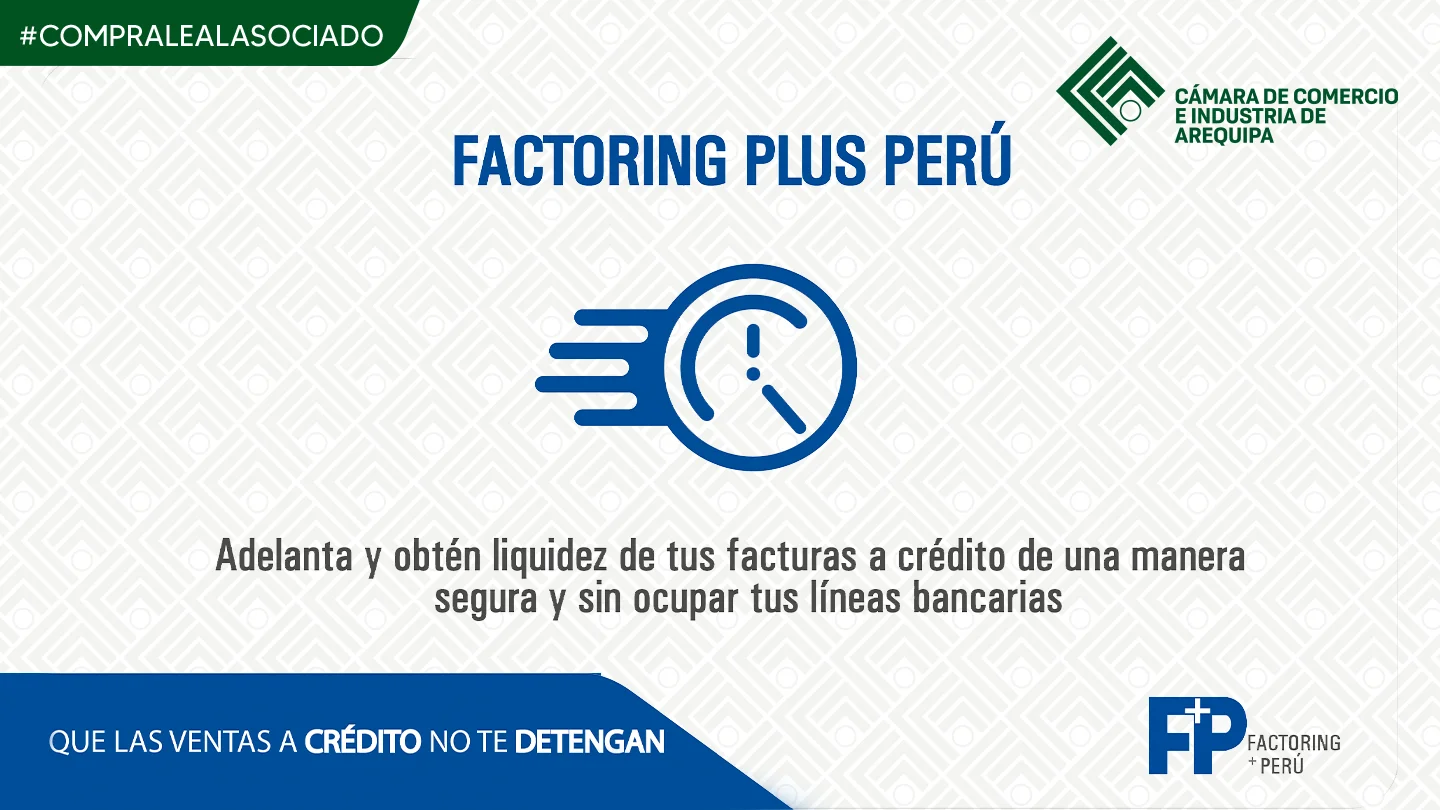 #COMPRALEALASOCIADO
CÁMARA DE COMERCIO
E INDUSTRIA DE
AREQUIPA
FACTORING PLUS PERÚ
Adelanta y obtén liquidez de tus facturas a crédito de una manera
segura y sin ocupar tus líneas bancarias
QUE LAS VENTAS A CRÉDITO NO TE DETENGAN
F+P
FACTORING
+ PERÚ